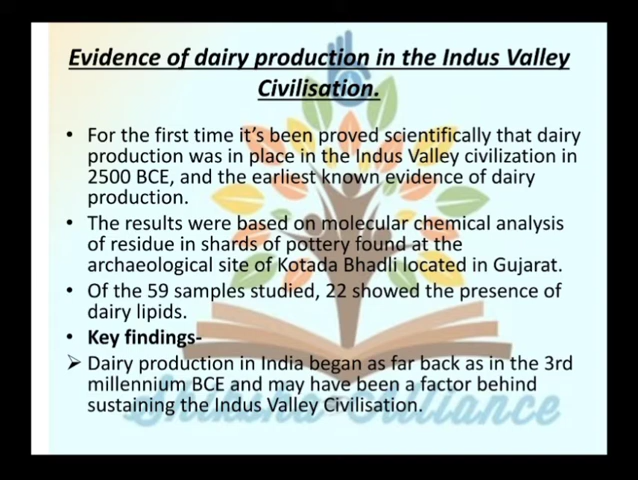 Evidence of dairy production in the Indus Valley
Civilisation.
• For the first time it's been proved scientifically that dairy
production was in place in the Indus Valley civilization in
2500 BCE, and the earliest known evidence of dairy
production.
• The results were based on molecular chemical analysis
of residue in shards of pottery found at the
archaeological site of Kotada Bhadli located in Gujarat.
• Of the 59 samples studied, 22 showed the presence of
dairy lipids.
• Key findings-
➢ Dairy production in India began as far back as in the 3rd
millennium BCE and may have been a factor behind
sustaining the Indus Valley Civilisation.
Shiksha Alliance